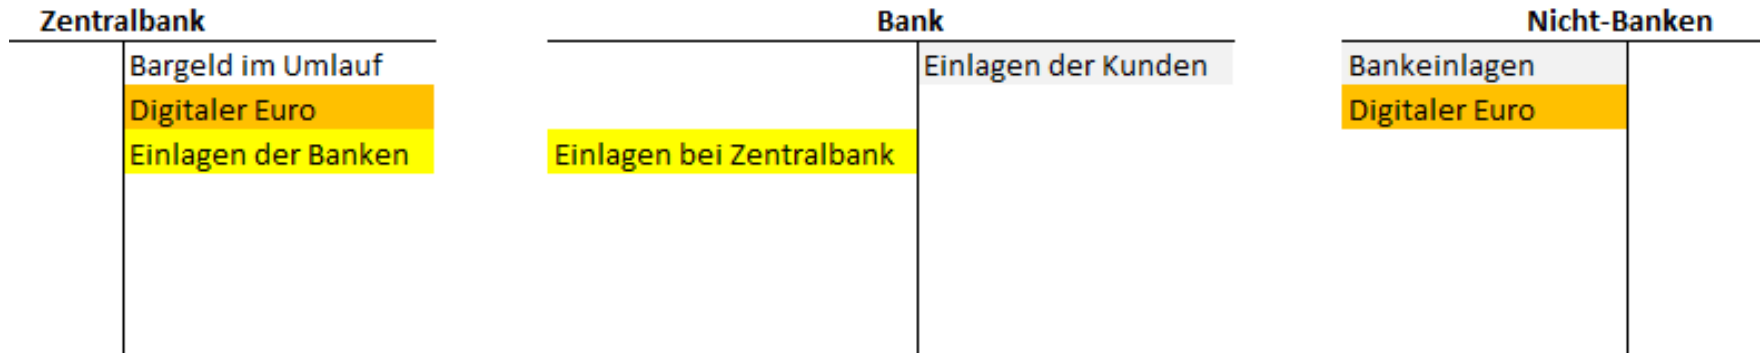 Zentralbank Bank Nicht-Banken
Bargeld im Umlauf Einlagen der Kunden Bankeinlagen
Digitaler Euro Digitaler Euro
Einlagen der Banken Einlagen bei Zentralbank